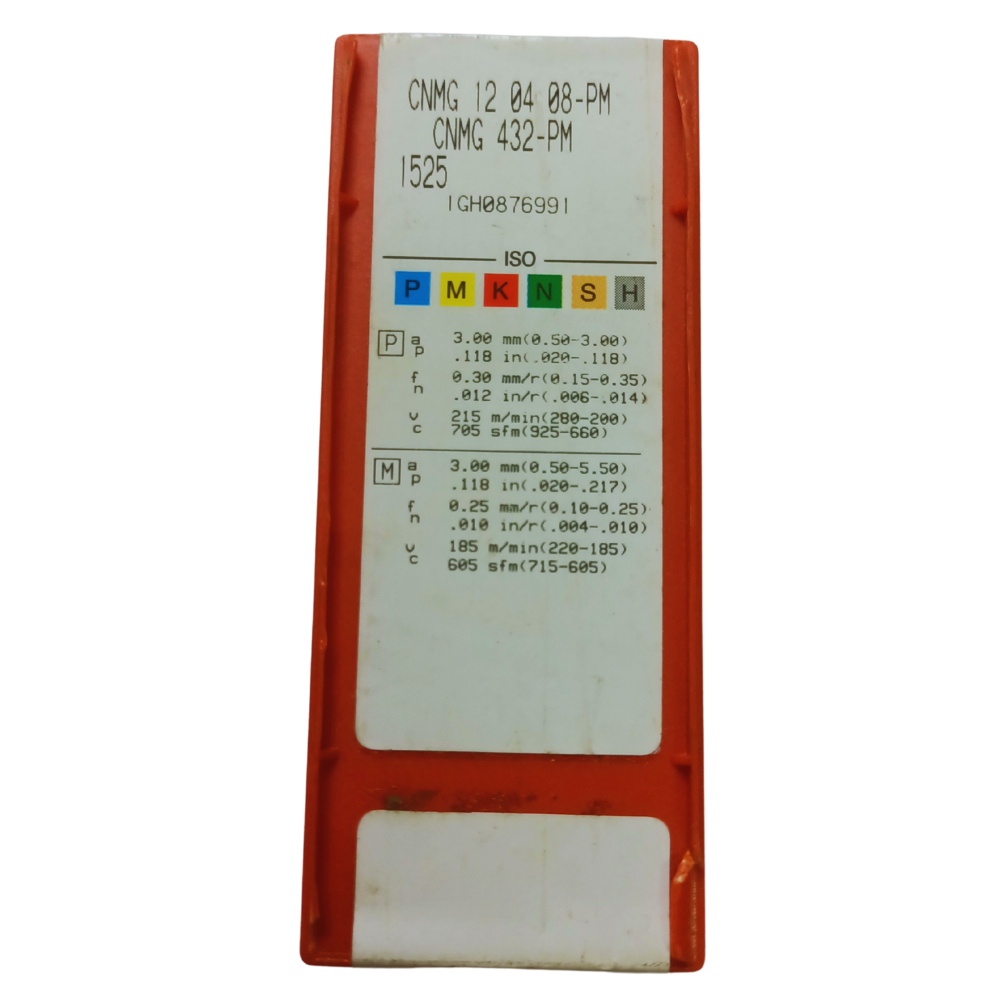 CNMG 12 04 08-PM
CNMG 432-PM
1525
1GH0876991
ISO
P M K N S H
P ap 3.00 mm(0.50-3.00)
.118 in(.020-.118)
fn 0.30 mm/r(0.15-0.35)
.012 in/r(.006-.014)
vc 215 m/min(280-200)
705 sfm(925-660)
M ap 3.00 mm(0.50-5.50)
.118 in(.020-.217)
fn 0.25 mm/r(0.10-0.25)
.010 in/r(.004-.010)
vc 185 m/min(220-185)
605 sfm(715-605)